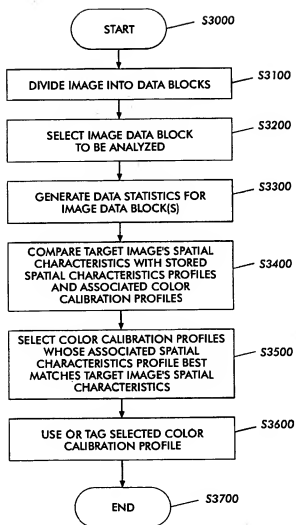 START
S3000
DIVIDE IMAGE INTO DATA BLOCKS
S3100
SELECT IMAGE DATA BLOCK
TO BE ANALYZED
S3200
GENERATE DATA STATISTICS FOR
IMAGE DATA BLOCK(S)
S3300
COMPARE TARGET IMAGE'S SPATIAL
CHARACTERISTICS WITH STORED
SPATIAL CHARACTERISTICS PROFILES
AND ASSOCIATED COLOR
CALIBRATION PROFILES
S3400
SELECT COLOR CALIBRATION PROFILES
WHOSE ASSOCIATED SPATIAL
CHARACTERISTICS PROFILE BEST
MATCHES TARGET IMAGE'S SPATIAL
CHARACTERISTICS
S3500
USE OR TAG SELECTED COLOR
CALIBRATION PROFILE
S3600
END
S3700